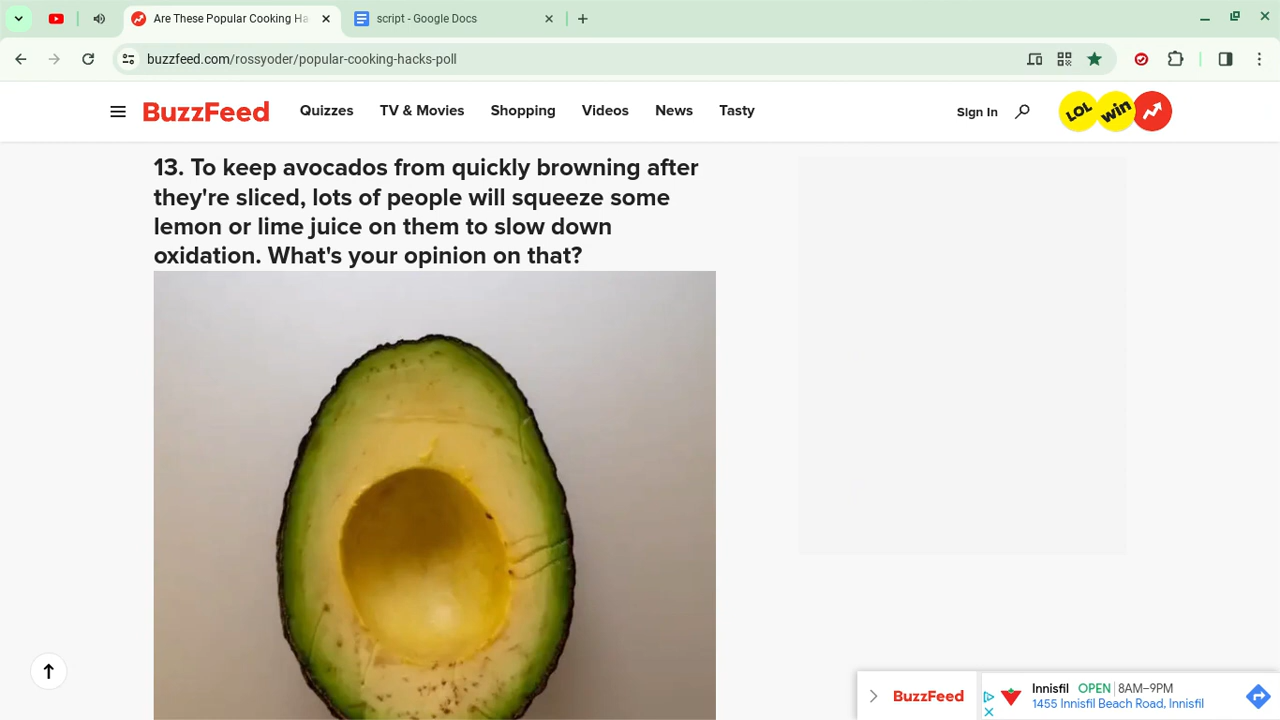 Are These Popular Cooking Ha
script - Google Docs
buzzfeed.com/rossyoder/popular-cooking-hacks-poll
BuzzFeed
Quizzes
TV & Movies
Shopping
Videos
News
Tasty
Sign In
LOL
win
13. To keep avocados from quickly browning after
they're sliced, lots of people will squeeze some
lemon or lime juice on them to slow down
oxidation. What's your opinion on that?
BuzzFeed
Innisfil OPEN 8AM–9PM
1455 Innisfil Beach Road, Innisfil